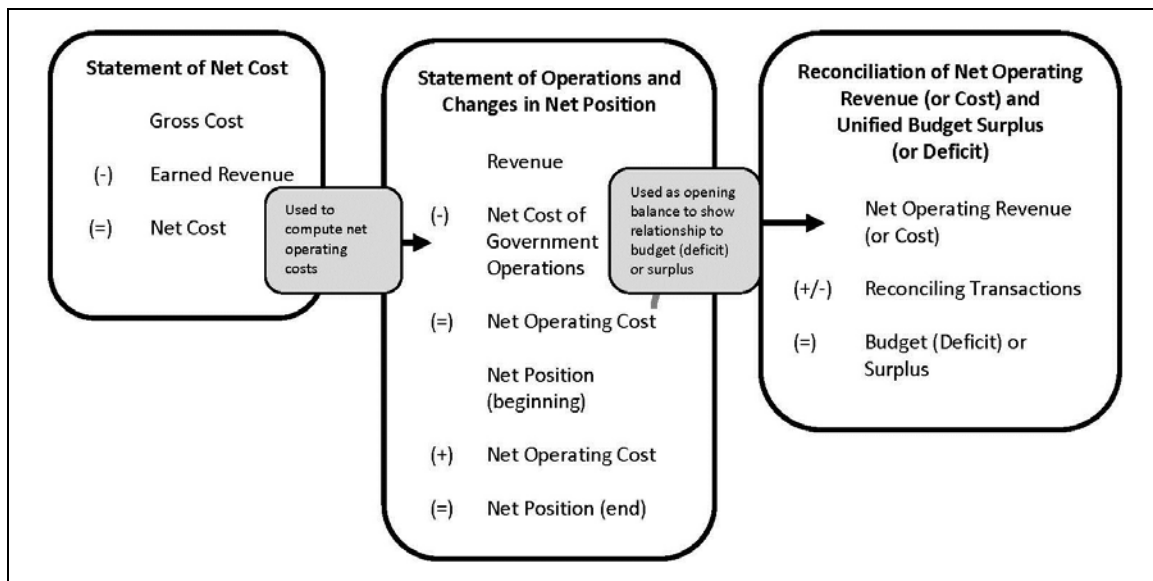 Statement of Net Cost
Gross Cost
(-) Earned Revenue
(=) Net Cost
Used to
compute net
operating
costs
Statement of Operations and
Changes in Net Position
Revenue
(-) Net Cost of
Government
Operations
(=) Net Operating Cost
Net Position
(beginning)
(+) Net Operating Cost
(=) Net Position (end)
Used as opening
balance to show
relationship to
budget (deficit)
or surplus
Reconciliation of Net Operating
Revenue (or Cost) and
Unified Budget Surplus
(or Deficit)
Net Operating Revenue
(or Cost)
(+/-) Reconciling Transactions
(=) Budget (Deficit) or
Surplus